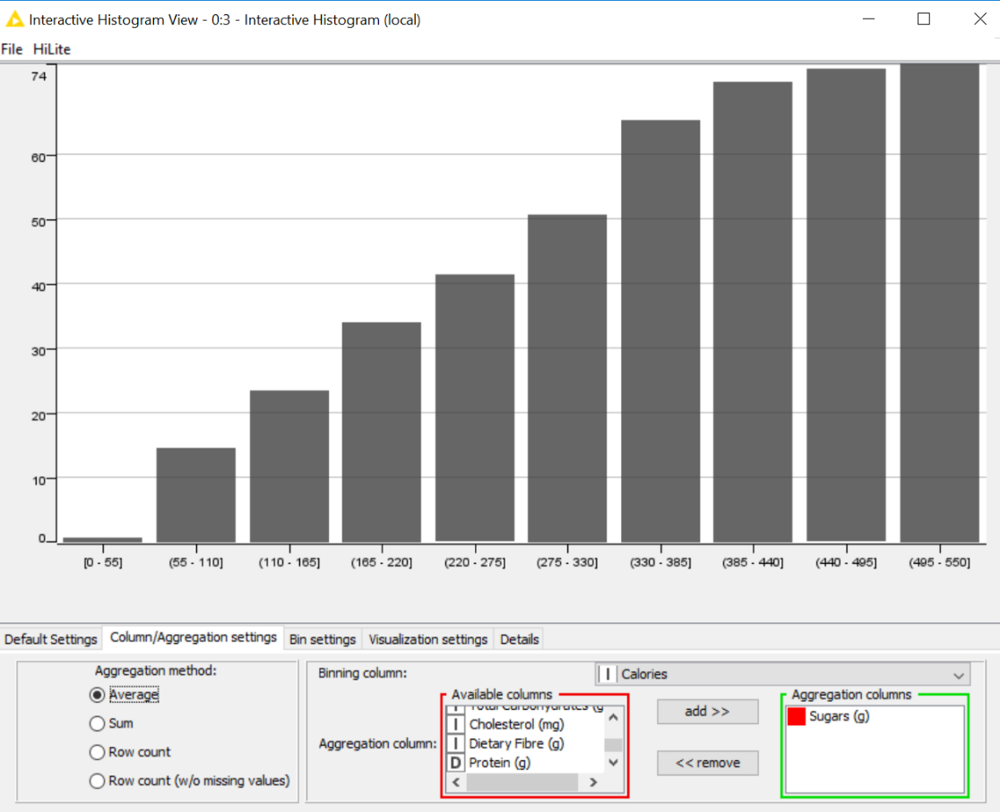 Interactive Histogram View - 0:3 - Interactive Histogram (local)
File HiLite
74
60
50
40
30
20
10
0
[0 - 55] (55 - 110] (110 - 165] (165 - 220] (220 - 275] (275 - 330] (330 - 385] (385 - 440] (440 - 495] (495 - 550]
Default Settings Column/Aggregation settings Bin settings Visualization settings Details
Aggregation method:
Average
Sum
Row count
Row count (w/o missing values)
Binning column:
I Calories
Aggregation column:
Available columns
I Total Carbohydrates (g
I Cholesterol (mg)
I Dietary Fibre (g)
D Protein (g)
add >>
<< remove
Aggregation columns
Sugars (g)